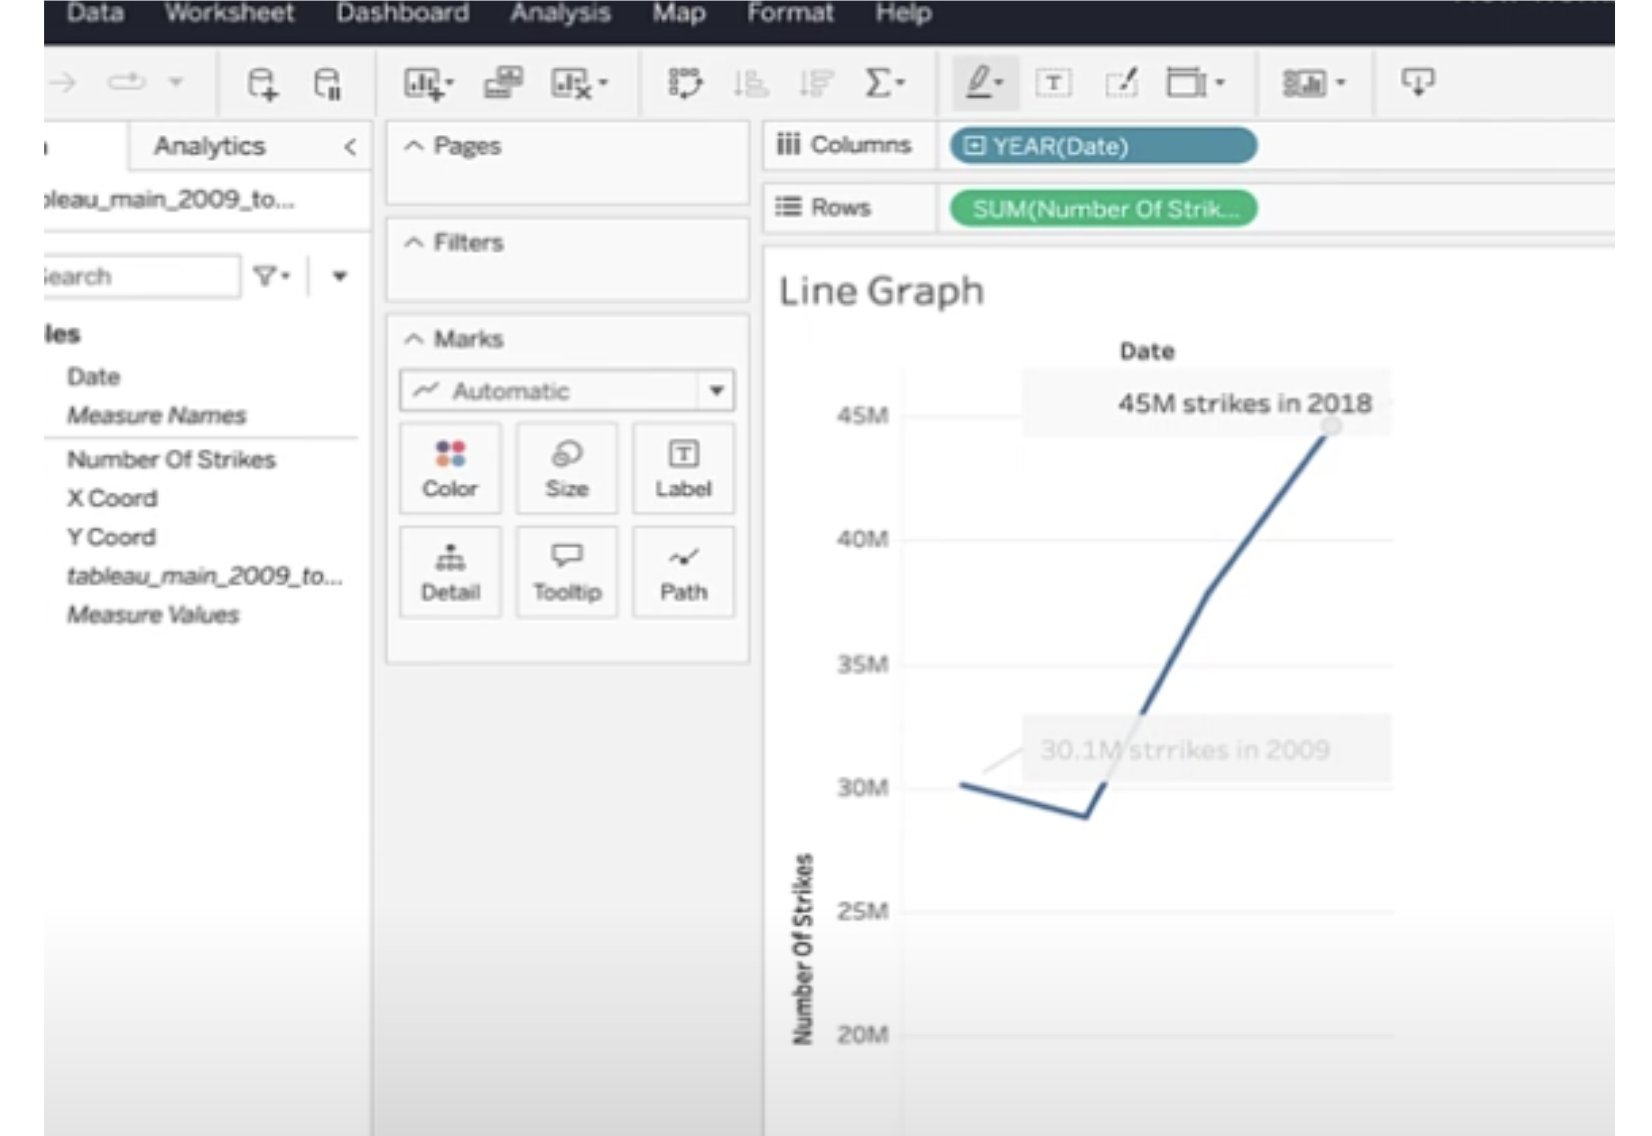 Data Worksheet Dashboard Analysis Map Format Help
Analytics
Pages
Columns
YEAR(Date)
Rows
SUM(Number Of Strik...
bleau_main_2009_to...
Search
Filters
Marks
Automatic
Color
Size
Label
Detail
Tooltip
Path
les
Date
Measure Names
Number Of Strikes
X Coord
Y Coord
tableau_main_2009_to...
Measure Values
Line Graph
Date
45M strikes in 2018
30.1M strrikes in 2009
45M
40M
35M
30M
25M
20M
Number Of Strikes